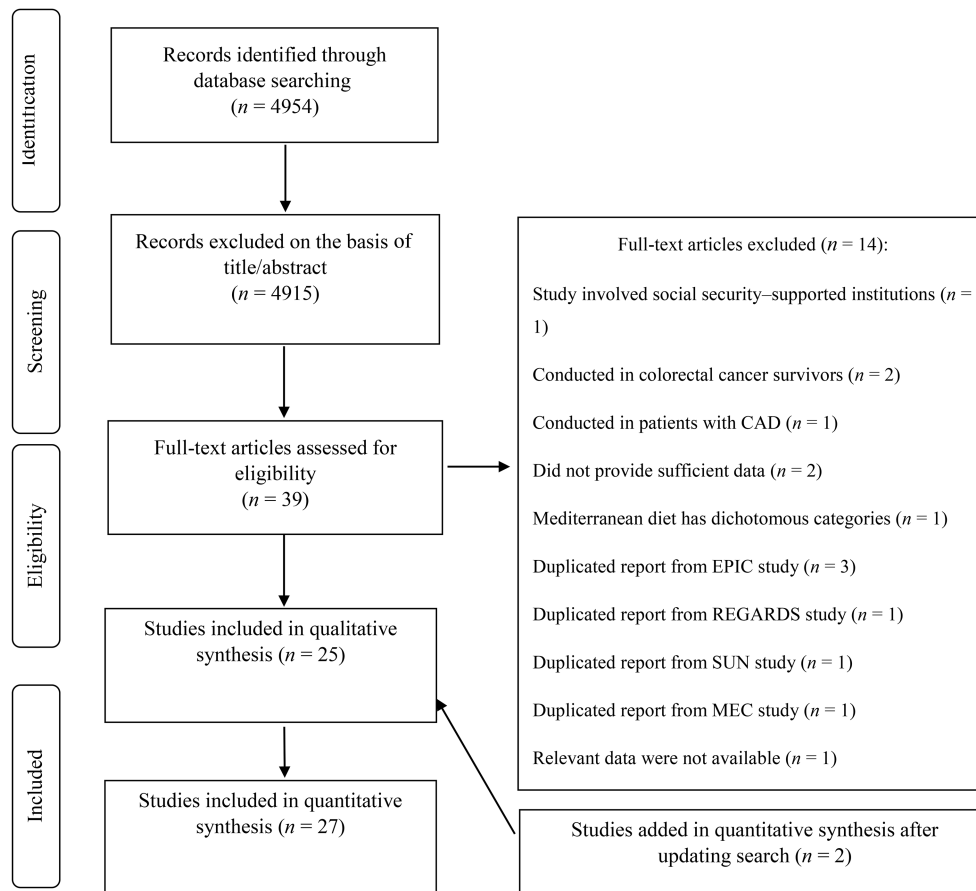 Identification
Records identified through
database searching
(n = 4954)
Screening
Records excluded on the basis of
title/abstract
(n = 4915)
Full-text articles excluded (n = 14):
Study involved social security–supported institutions (n =
1)
Conducted in colorectal cancer survivors (n = 2)
Conducted in patients with CAD (n = 1)
Did not provide sufficient data (n = 2)
Mediterranean diet has dichotomous categories (n = 1)
Duplicated report from EPIC study (n = 3)
Duplicated report from REGARDS study (n = 1)
Duplicated report from SUN study (n = 1)
Duplicated report from MEC study (n = 1)
Relevant data were not available (n = 1)
Eligibility
Full-text articles assessed for
eligibility
(n = 39)
Studies included in qualitative
synthesis (n = 25)
Included
Studies included in quantitative
synthesis (n = 27)
Studies added in quantitative synthesis after
updating search (n = 2)